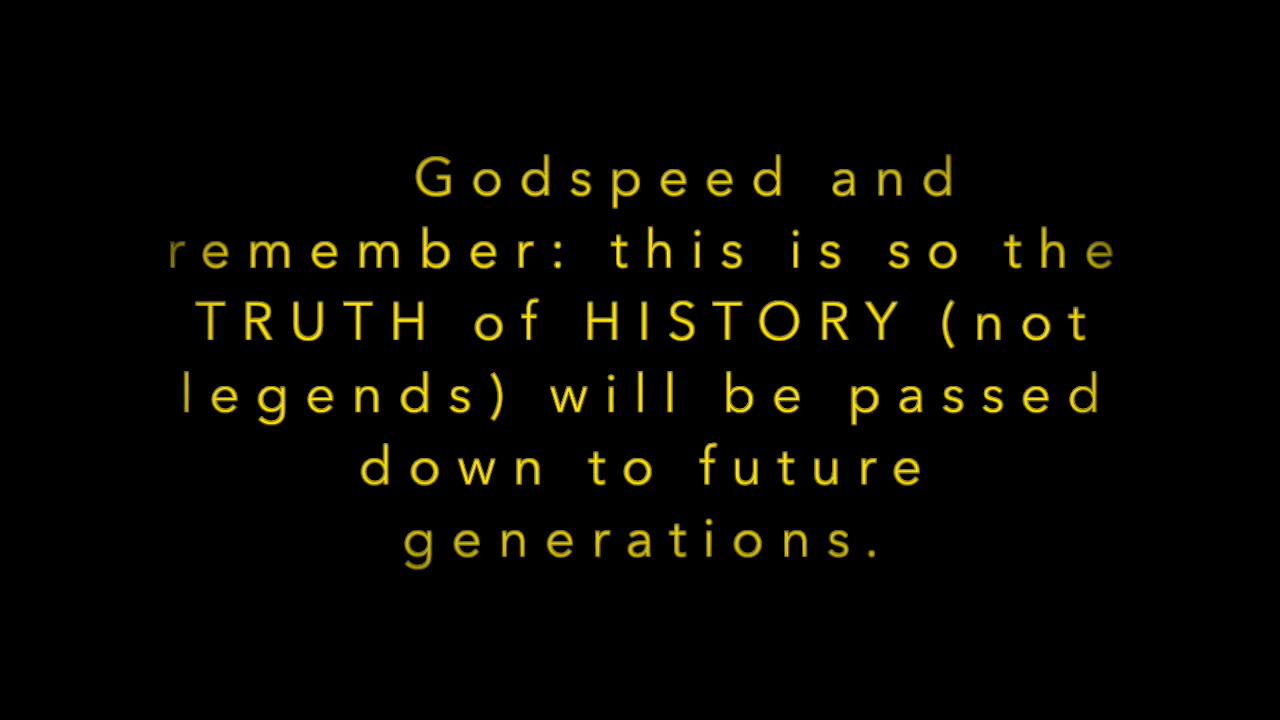 Godspeed and
remember: this is so the
TRUTH of HISTORY (not
legends) will be passed
down to future
generations.